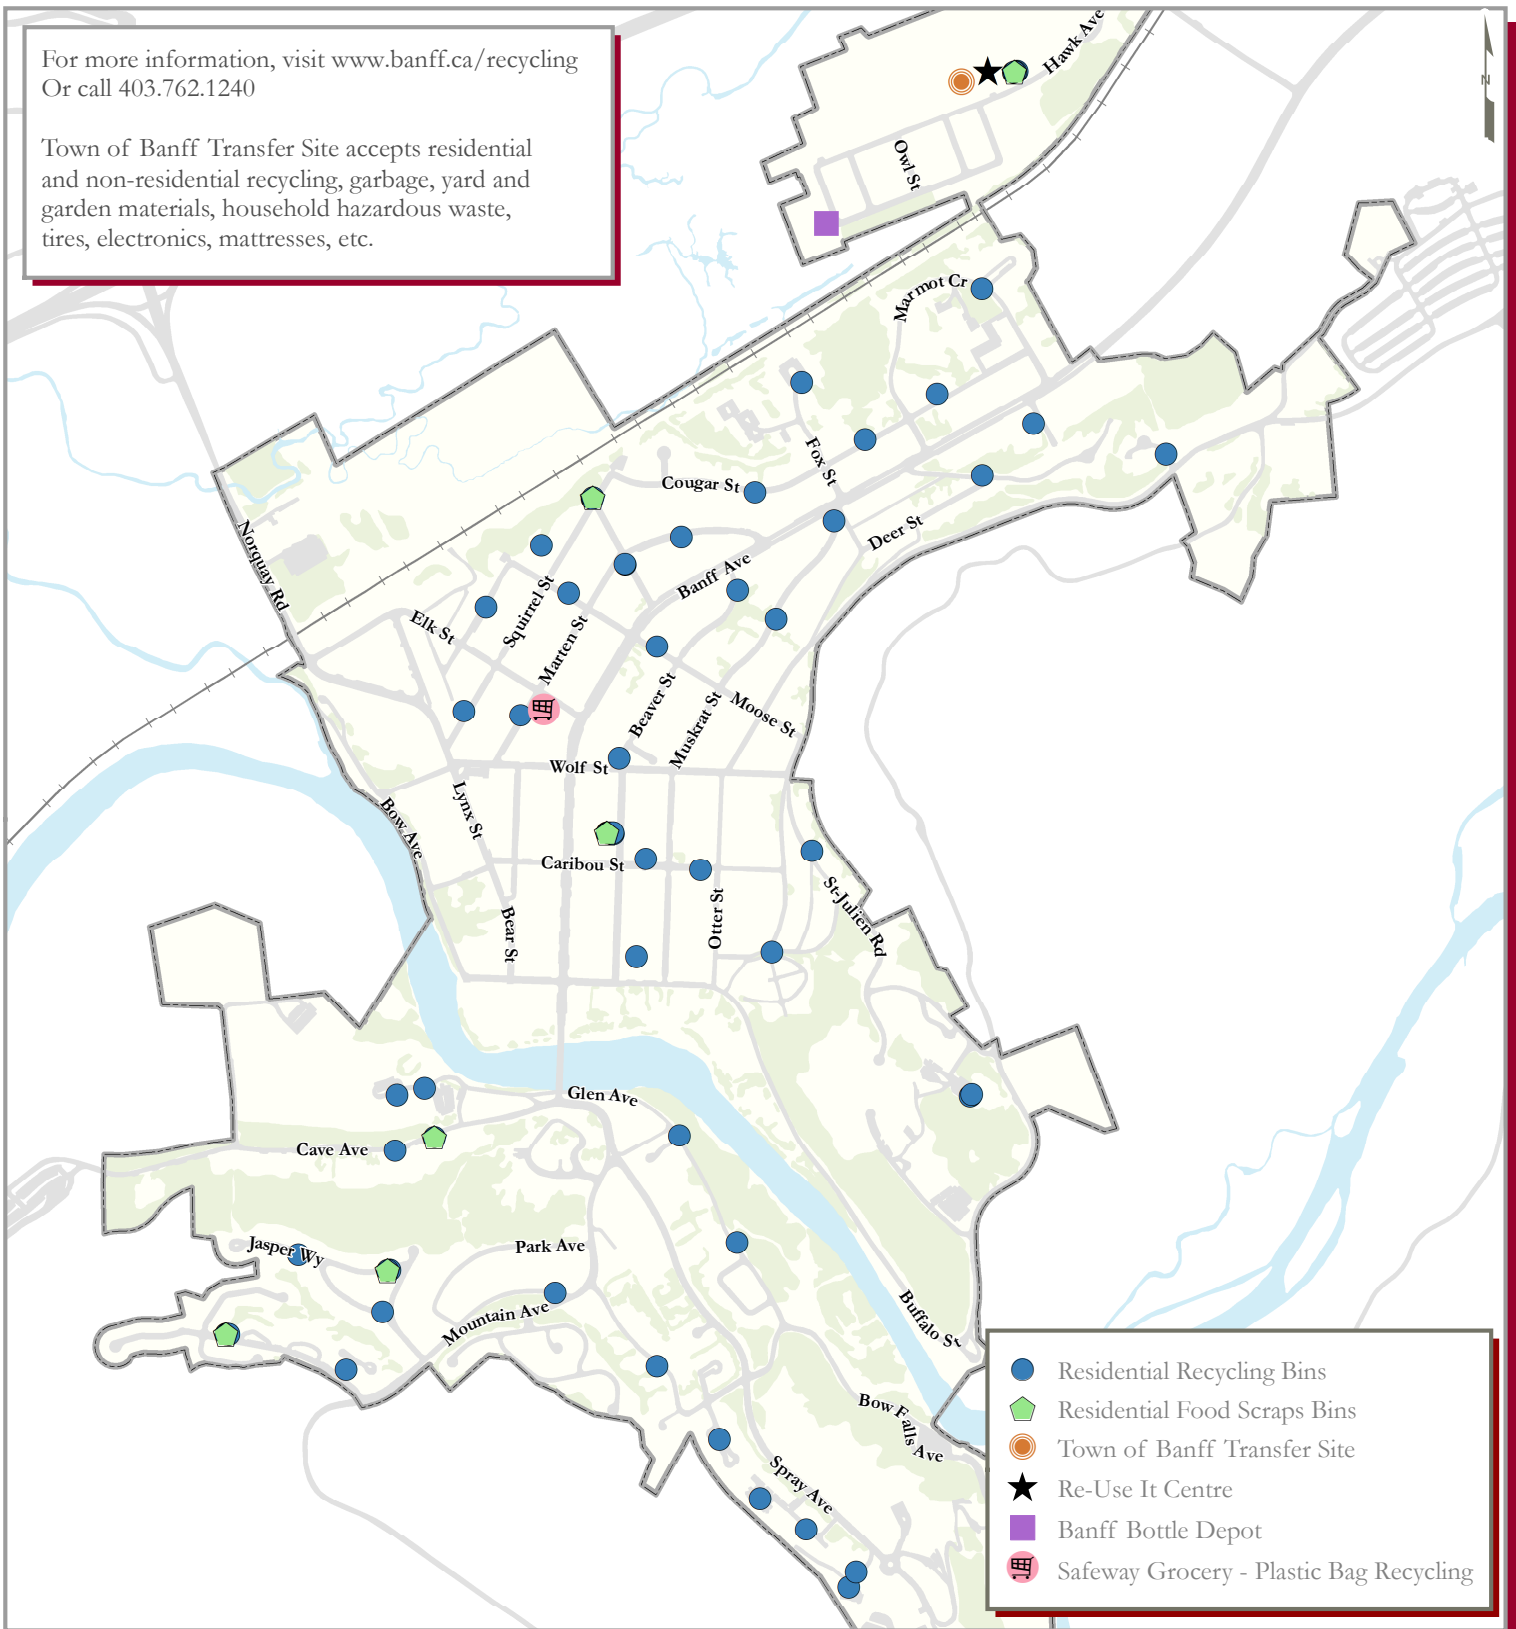 For more information, visit www.banff.ca/recycling
Or call 403.762.1240
Town of Banff Transfer Site accepts residential
and non-residential recycling, garbage, yard and
garden materials, household hazardous waste,
tires, electronics, mattresses, etc.
N
Hawk Ave
Owl St
Marmot Cr
Fox St
Cougar St
Deer St
Norquay Rd
Banff Ave
Squirrel St
Elk St
Marten St
Beaver St
Muskrat St
Moose St
Wolf St
Lynx St
Bow Ave
Caribou St
St-Julien Rd
Otter St
Bear St
Glen Ave
Cave Ave
Jasper Wy
Park Ave
Mountain Ave
Buffalo St
Bow Falls Ave
Spray Ave
Residential Recycling Bins
Residential Food Scraps Bins
Town of Banff Transfer Site
Re-Use It Centre
Banff Bottle Depot
Safeway Grocery - Plastic Bag Recycling